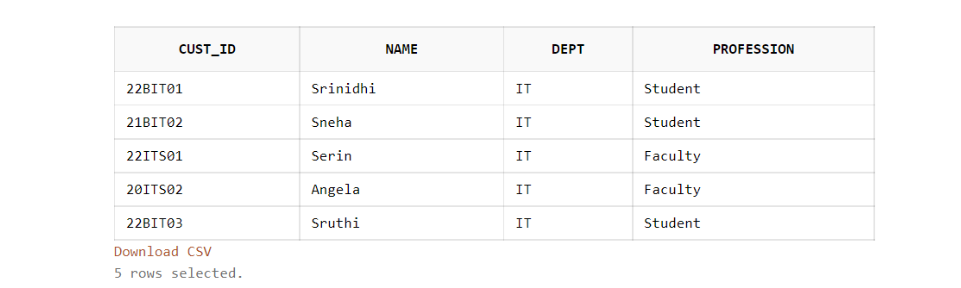 CUST_ID NAME DEPT PROFESSION
22BIT01 Srinidhi IT Student
21BIT02 Sneha IT Student
22ITS01 Serin IT Faculty
20ITS02 Angela IT Faculty
22BIT03 Sruthi IT Student
Download CSV
5 rows selected.